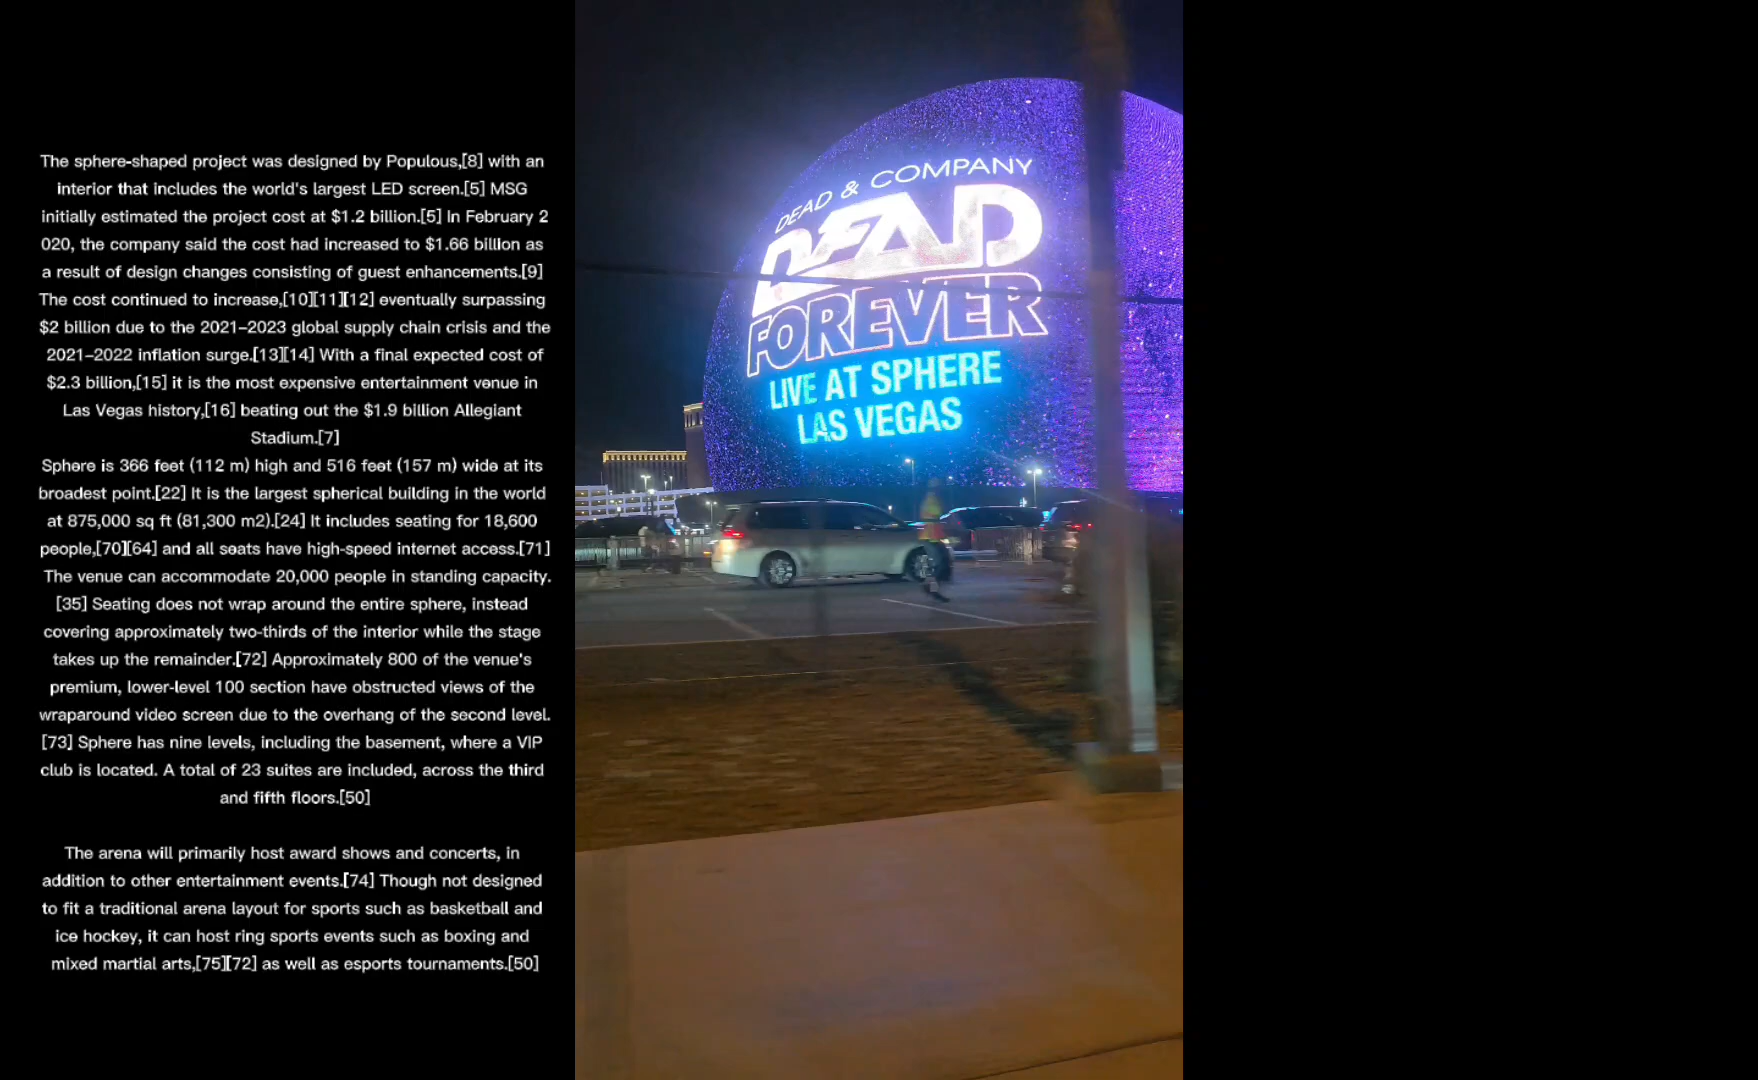 The sphere-shaped project was designed by Populous,[8] with an
interior that includes the world's largest LED screen.[5] MSG
initially estimated the project cost at $1.2 billion.[5] In February 2
020, the company said the cost had increased to $1.66 billion as
a result of design changes consisting of guest enhancements.[9]
The cost continued to increase,[10][11][12] eventually surpassing
$2 billion due to the 2021–2023 global supply chain crisis and the
2021–2022 inflation surge.[13][14] With a final expected cost of
$2.3 billion,[15] it is the most expensive entertainment venue in
Las Vegas history,[16] beating out the $1.9 billion Allegiant
Stadium.[7]
Sphere is 366 feet (112 m) high and 516 feet (157 m) wide at its
broadest point.[22] It is the largest spherical building in the world
at 875,000 sq ft (81,300 m2).[24] It includes seating for 18,600
people,[70][64] and all seats have high-speed internet access.[71]
The venue can accommodate 20,000 people in standing capacity.
[35] Seating does not wrap around the entire sphere, instead
covering approximately two-thirds of the interior while the stage
takes up the remainder.[72] Approximately 800 of the venue's
premium, lower-level 100 section have obstructed views of the
wraparound video screen due to the overhang of the second level.
[73] Sphere has nine levels, including the basement, where a VIP
club is located. A total of 23 suites are included, across the third
and fifth floors.[50]
The arena will primarily host award shows and concerts, in
addition to other entertainment events.[74] Though not designed
to fit a traditional arena layout for sports such as basketball and
ice hockey, it can host ring sports events such as boxing and
mixed martial arts,[75][72] as well as esports tournaments.[50]
DEAD & COMPANY
DEAD
FOREVER
LIVE AT SPHERE
LAS VEGAS